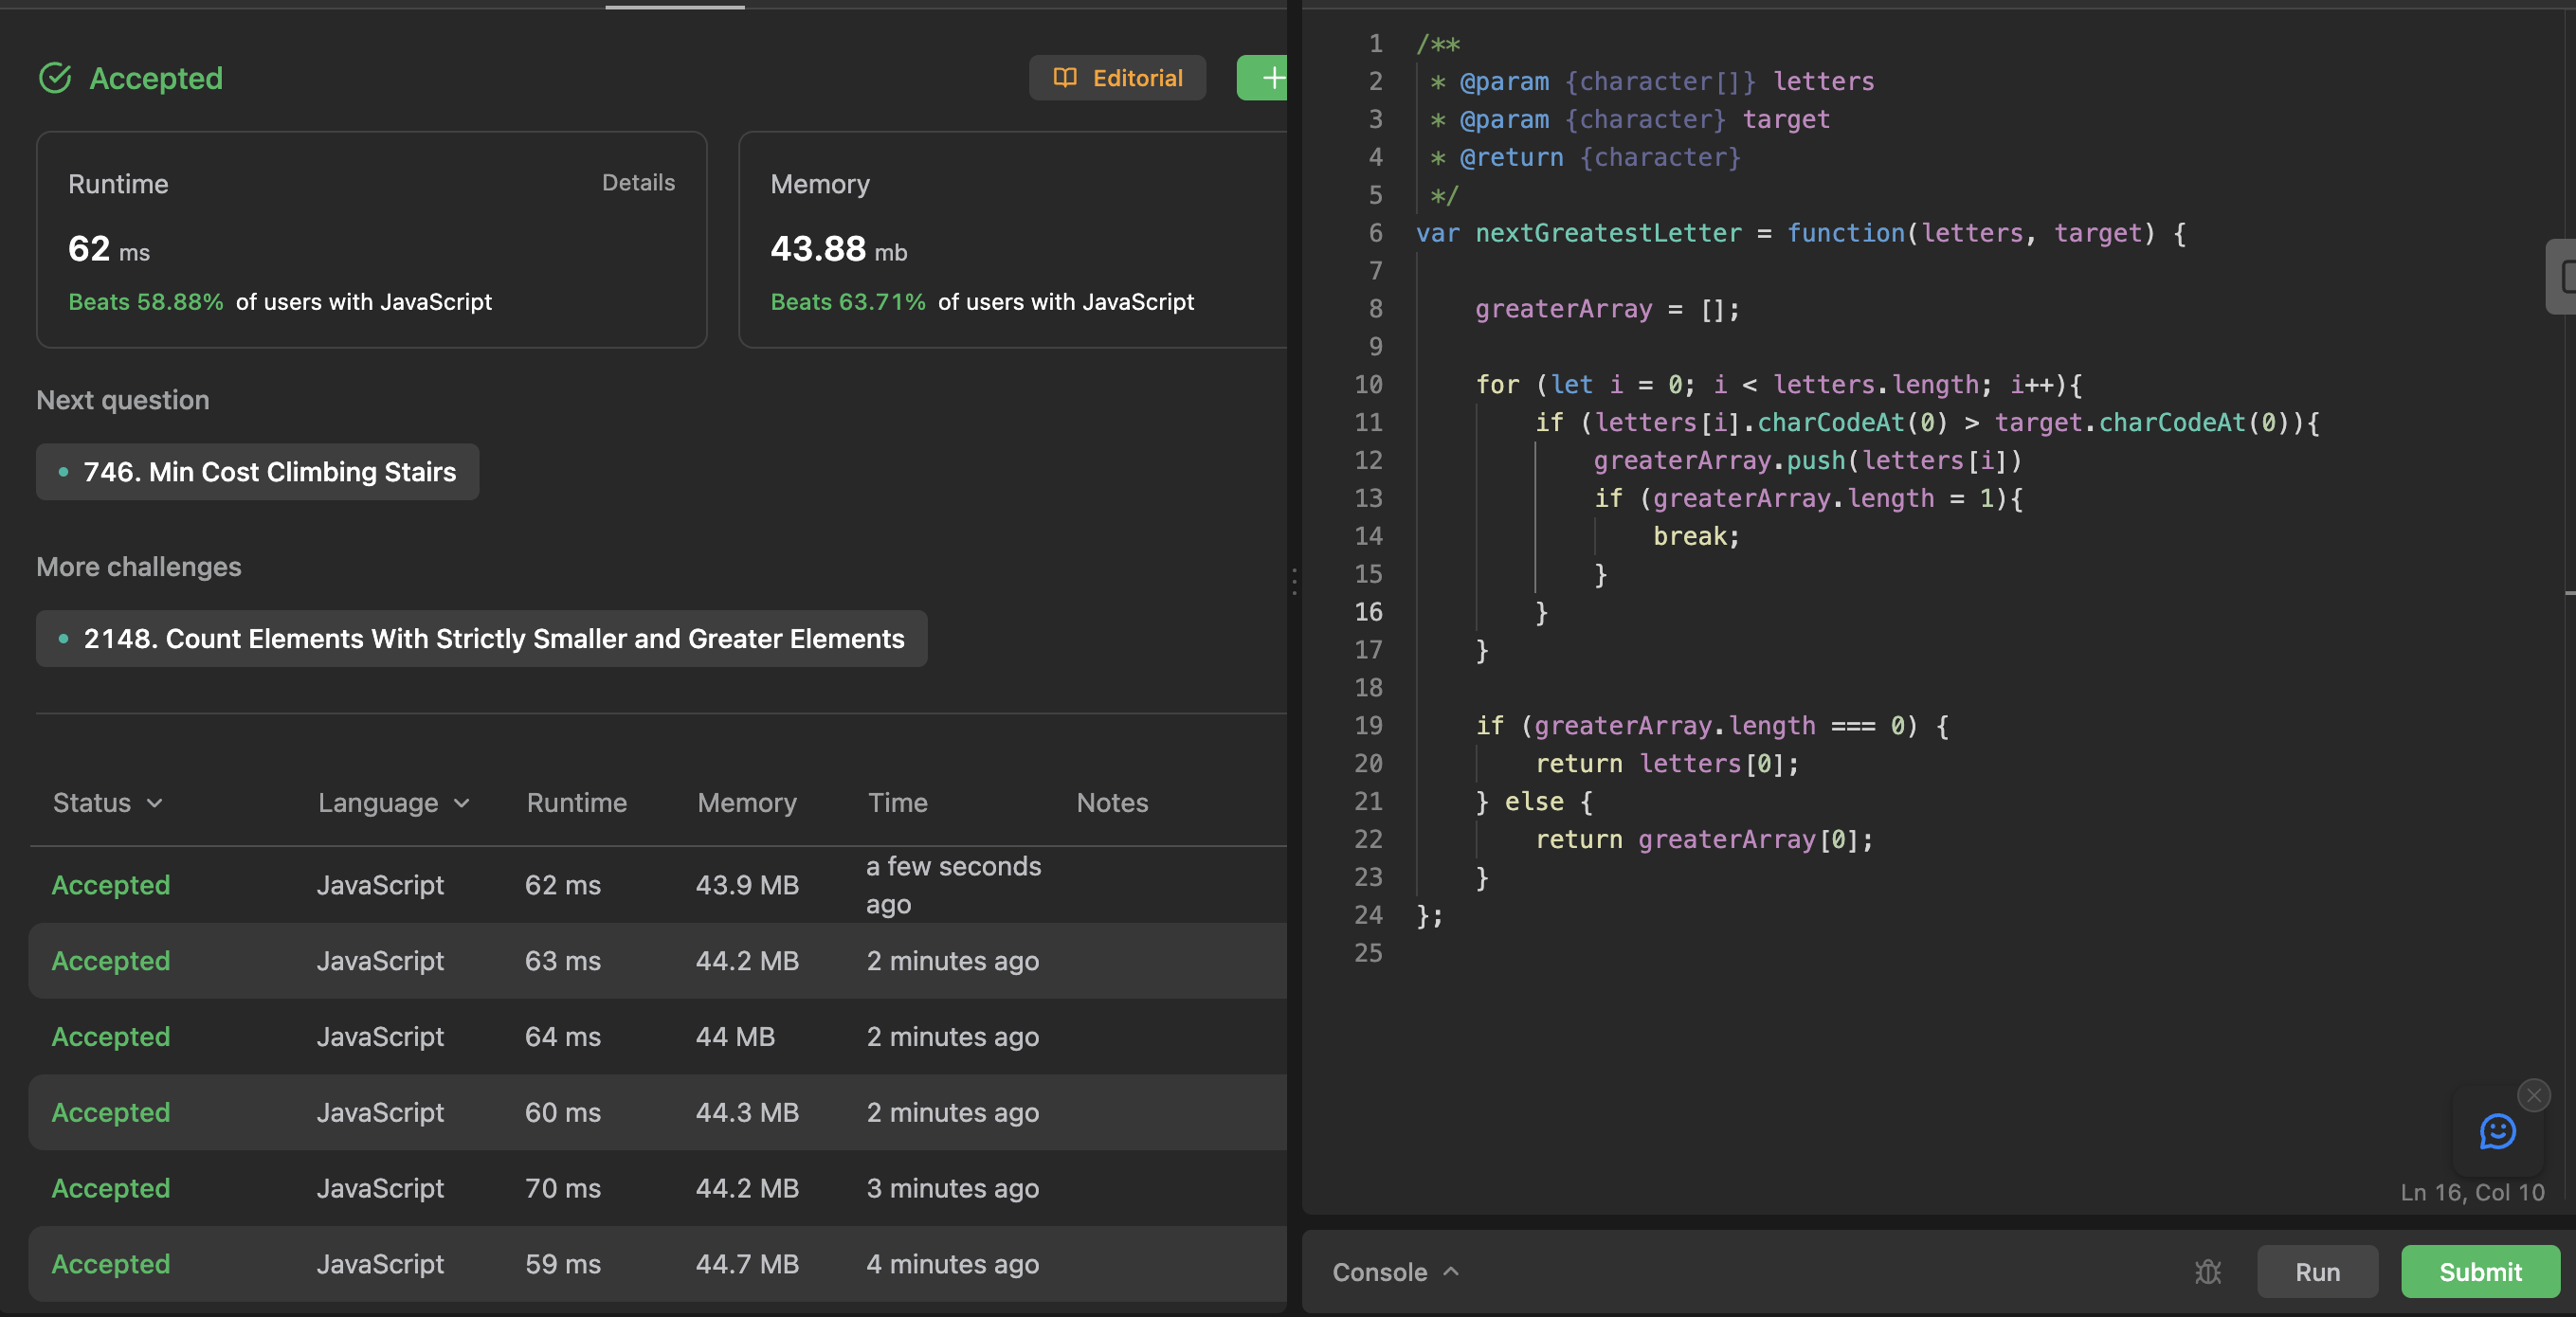 Accepted
Editorial
+
Runtime
Details
62 ms
Beats 58.88% of users with JavaScript
Memory
43.88 mb
Beats 63.71% of users with JavaScript
Next question
• 746. Min Cost Climbing Stairs
More challenges
• 2148. Count Elements With Strictly Smaller and Greater Elements
Status Language Runtime Memory Time Notes
Accepted JavaScript 62 ms 43.9 MB a few seconds
ago
Accepted JavaScript 63 ms 44.2 MB 2 minutes ago
Accepted JavaScript 64 ms 44 MB 2 minutes ago
Accepted JavaScript 60 ms 44.3 MB 2 minutes ago
Accepted JavaScript 70 ms 44.2 MB 3 minutes ago
Accepted JavaScript 59 ms 44.7 MB 4 minutes ago
1 /**
2  * @param {character[]} letters
3  * @param {character} target
4  * @return {character}
5  */
6 var nextGreatestLetter = function(letters, target) {
7
8     greaterArray = [];
9
10     for (let i = 0; i < letters.length; i++){
11         if (letters[i].charCodeAt(0) > target.charCodeAt(0)){
12             greaterArray.push(letters[i])
13             if (greaterArray.length = 1){
14                 break;
15             }
16         }
17     }
18
19     if (greaterArray.length === 0) {
20         return letters[0];
21     } else {
22         return greaterArray[0];
23     }
24 };
25
Ln 16, Col 10
Console
Run
Submit